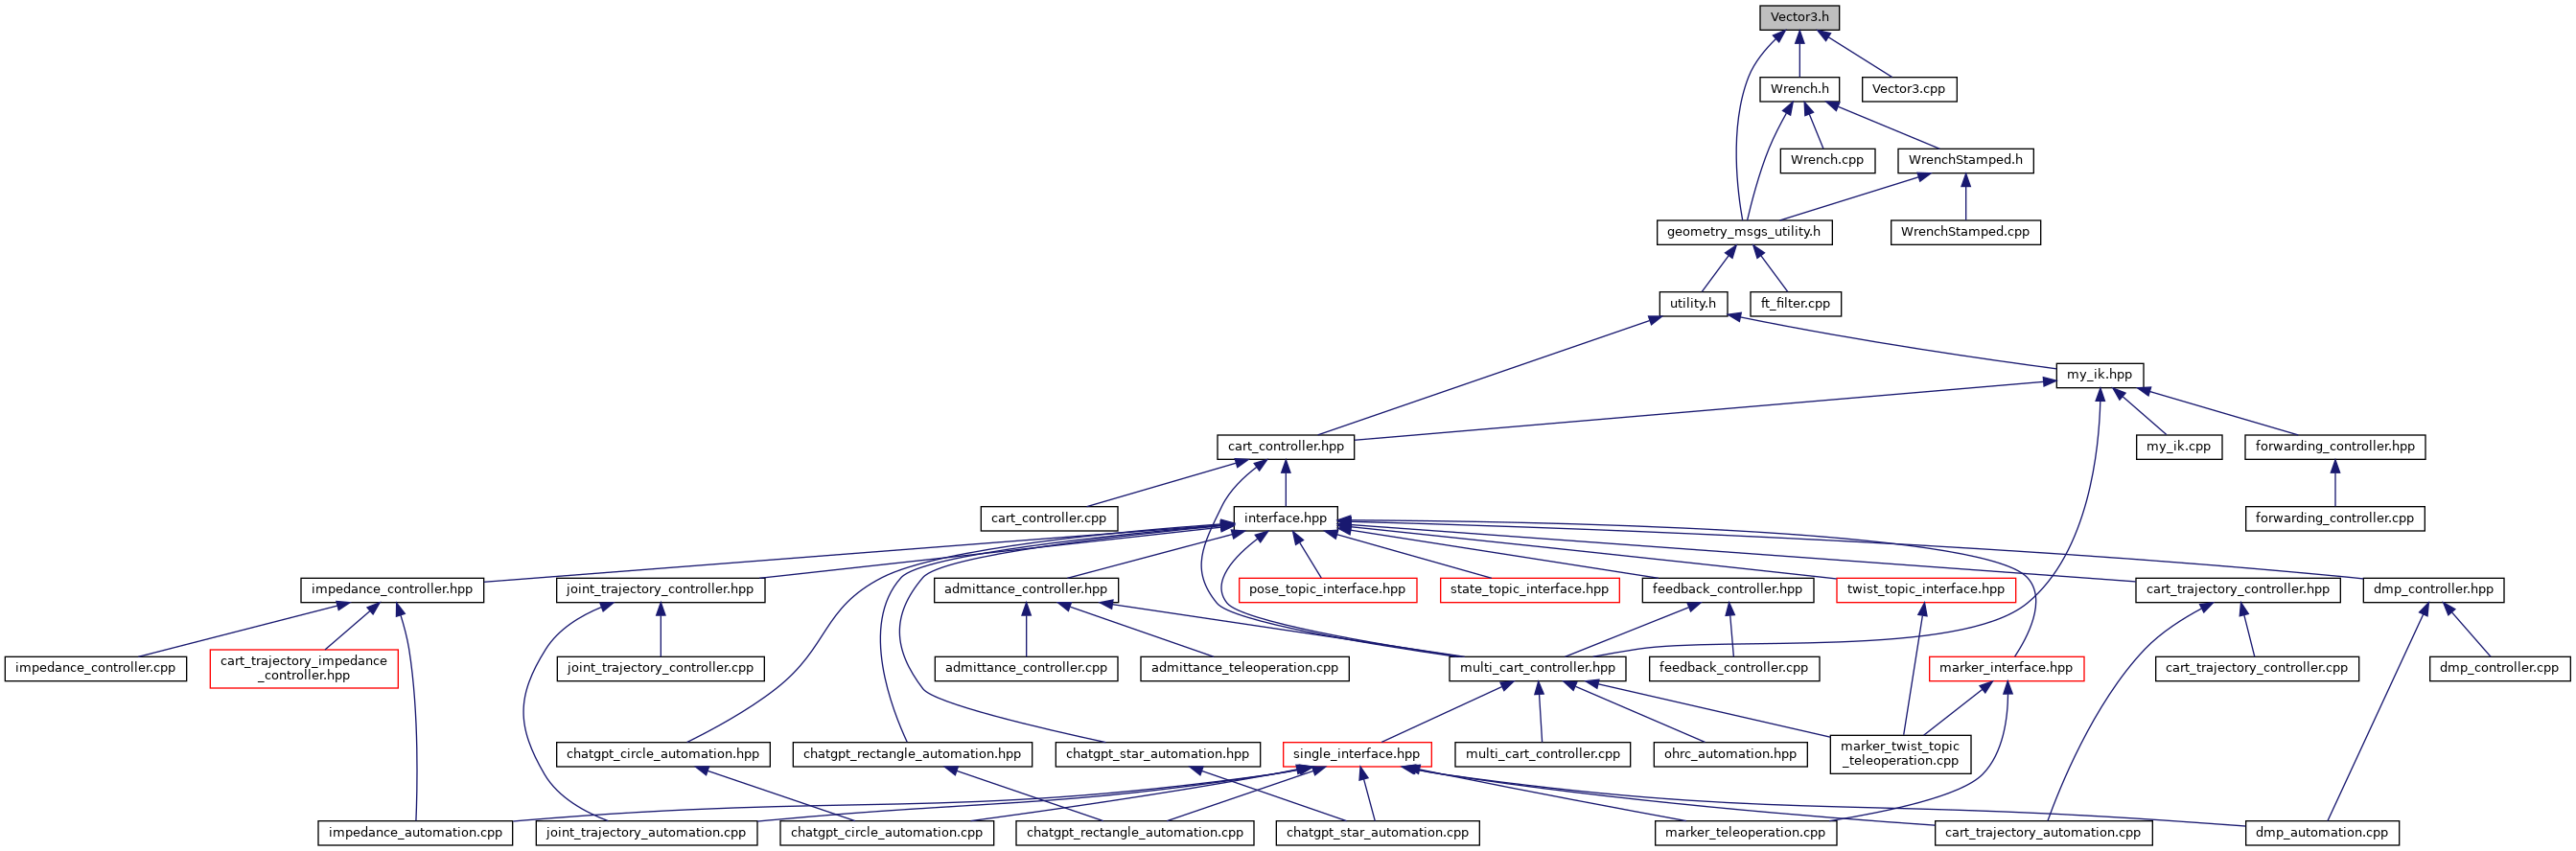 Vector3.h
Wrench.h
Vector3.cpp
Wrench.cpp
WrenchStamped.h
geometry_msgs_utility.h
WrenchStamped.cpp
utility.h
ft_filter.cpp
my_ik.hpp
cart_controller.hpp
my_ik.cpp
forwarding_controller.hpp
cart_controller.cpp
interface.hpp
forwarding_controller.cpp
impedance_controller.hpp
joint_trajectory_controller.hpp
admittance_controller.hpp
pose_topic_interface.hpp
state_topic_interface.hpp
feedback_controller.hpp
twist_topic_interface.hpp
cart_trajectory_controller.hpp
dmp_controller.hpp
impedance_controller.cpp
cart_trajectory_impedance
_controller.hpp
joint_trajectory_controller.cpp
admittance_controller.cpp
admittance_teleoperation.cpp
multi_cart_controller.hpp
feedback_controller.cpp
marker_interface.hpp
cart_trajectory_controller.cpp
dmp_controller.cpp
chatgpt_circle_automation.hpp
chatgpt_rectangle_automation.hpp
chatgpt_star_automation.hpp
single_interface.hpp
multi_cart_controller.cpp
ohrc_automation.hpp
marker_twist_topic
_teleoperation.cpp
impedance_automation.cpp
joint_trajectory_automation.cpp
chatgpt_circle_automation.cpp
chatgpt_rectangle_automation.cpp
chatgpt_star_automation.cpp
marker_teleoperation.cpp
cart_trajectory_automation.cpp
dmp_automation.cpp